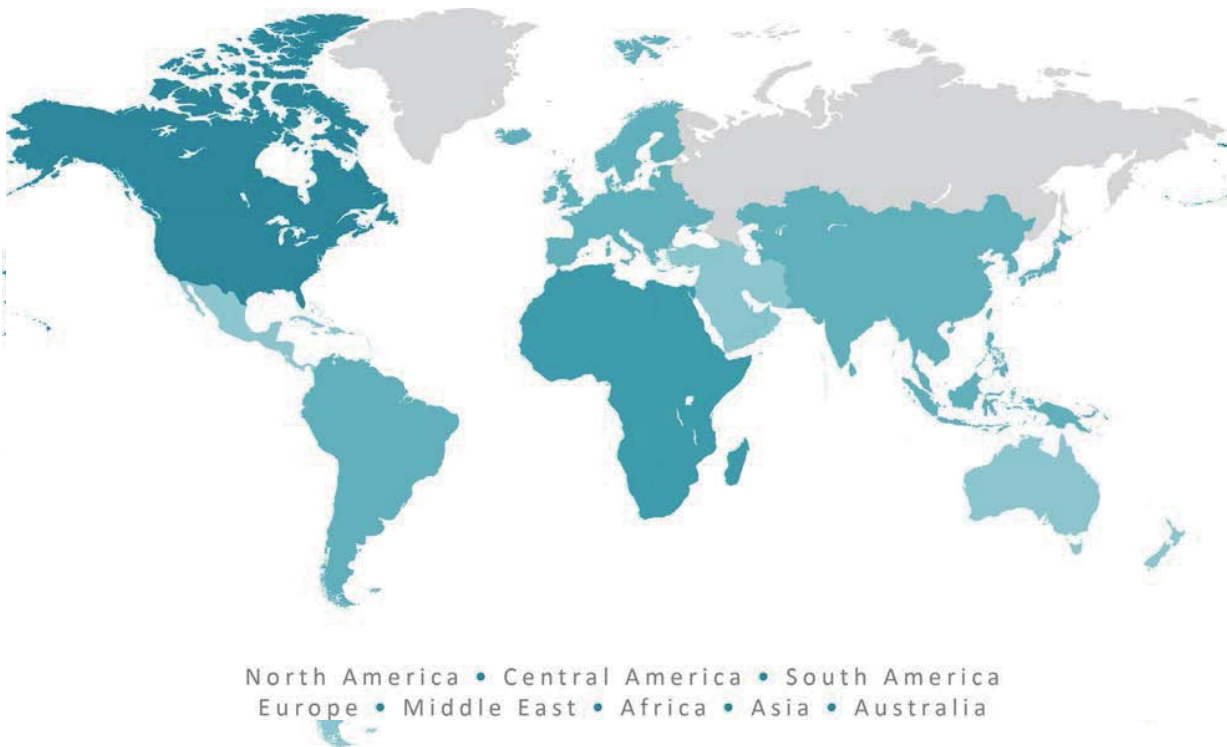 North America • Central America • South America
Europe • Middle East • Africa • Asia • Australia